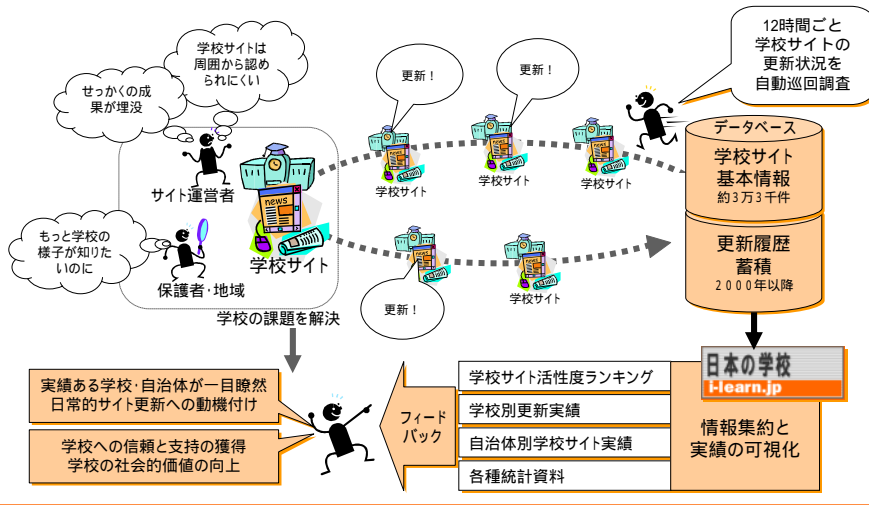 学校サイトは
周囲から認め
られにくい
せっかくの成
果が埋没
サイト運営者
もっと学校の
様子が知りた
いのに
保護者・地域
news
学校サイト
学校の課題を解決
更新！
更新！
学校サイト
学校サイト
学校サイト
更新！
学校サイト
12時間ごと
学校サイトの
更新状況を
自動巡回調査
データベース
学校サイト
基本情報
約3万3千件
更新履歴
蓄積
2000年以降
日本の学校
i-learn.jp
情報集約と
実績の可視化
学校サイト活性度ランキング
学校別更新実績
自治体別学校サイト実績
各種統計資料
フィード
バック
実績ある学校・自治体が一目瞭然
日常的サイト更新への動機付け
学校への信頼と支持の獲得
学校の社会的価値の向上